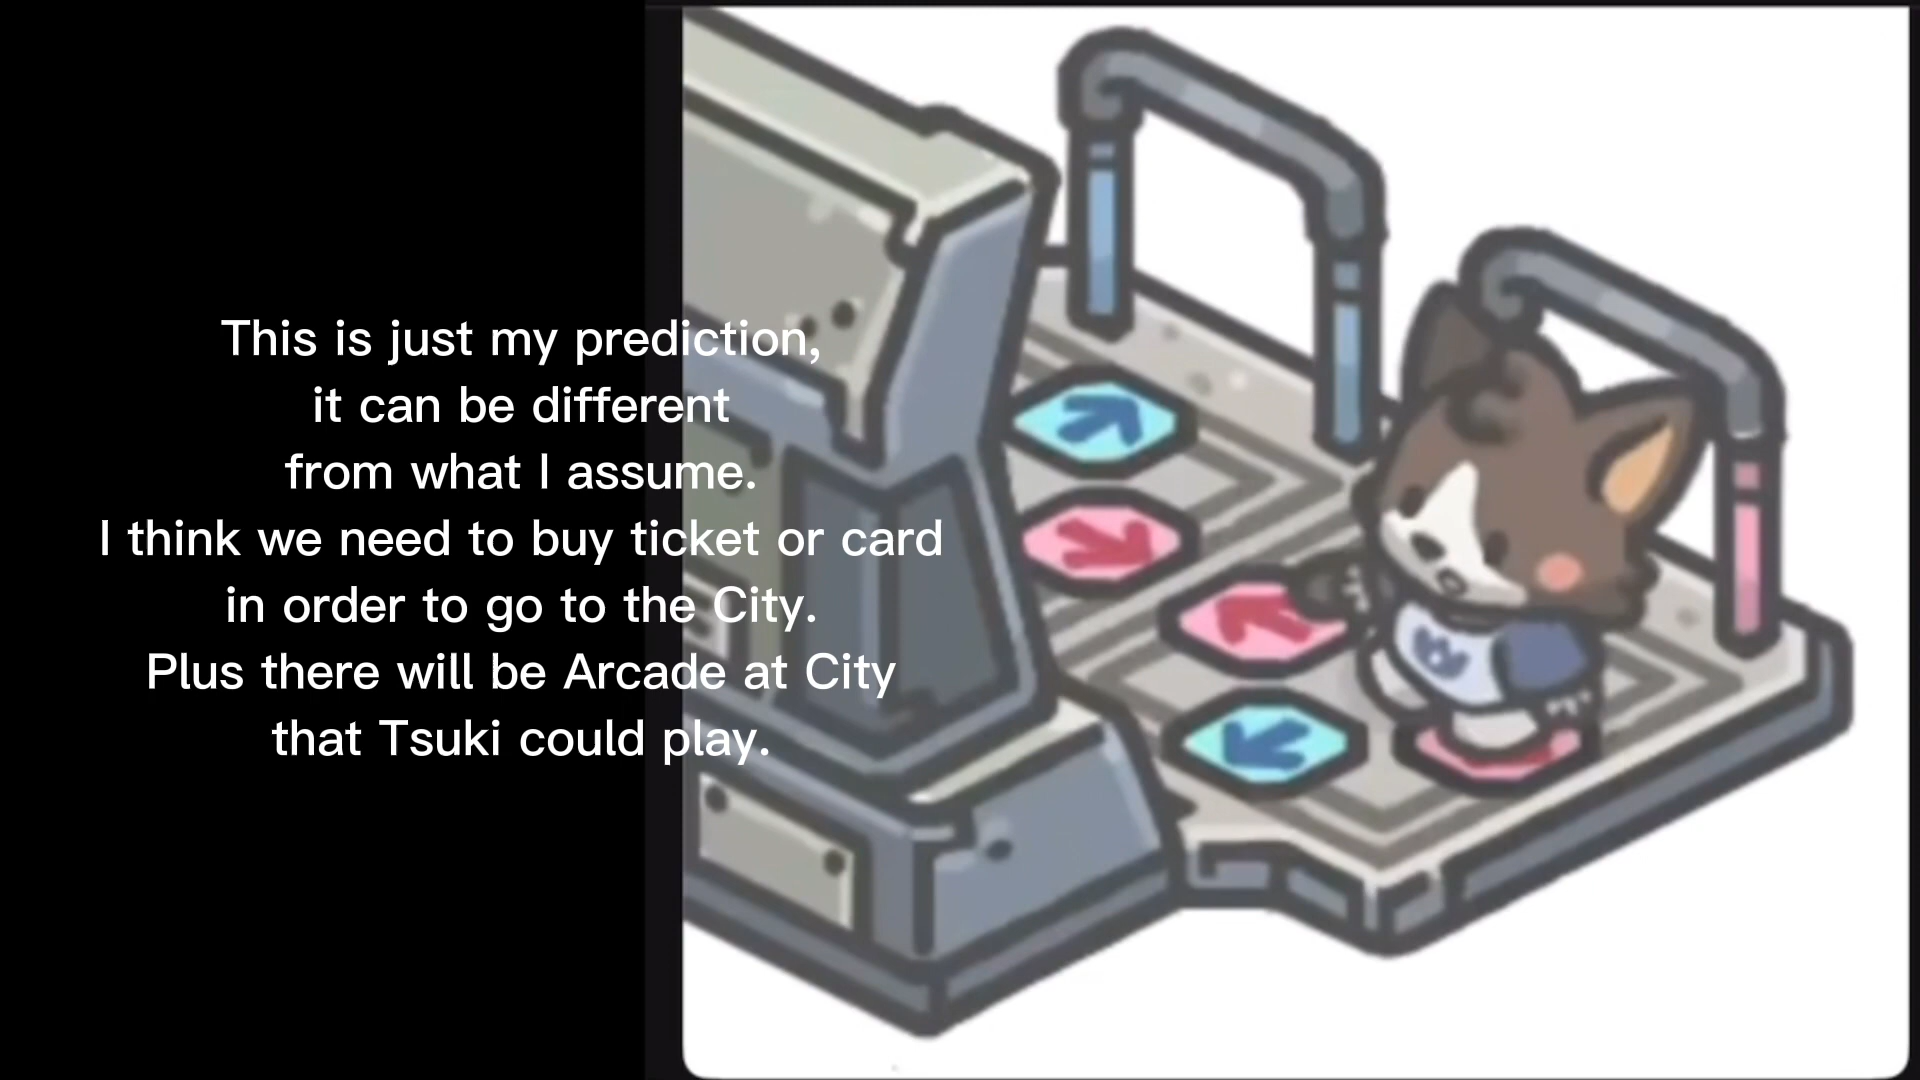 This is just my prediction,
it can be different
from what I assume.
I think we need to buy ticket or card
in order to go to the City.
Plus there will be Arcade at City
that Tsuki could play.